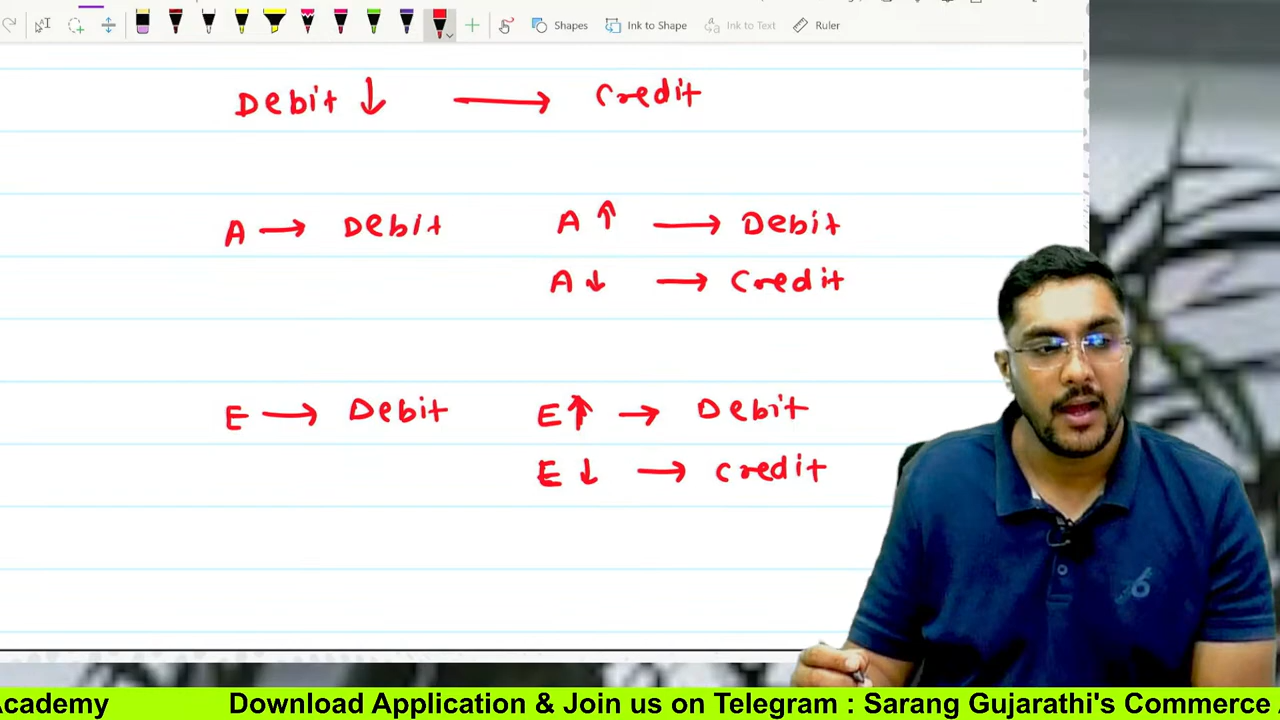 Shapes Ink to Shape Ink to Text Ruler
Debit ↓ → Credit
A → Debit A ↑ → Debit
A ↓ → Credit
E → Debit E ↑ → Debit
E ↓ → Credit
Academy Download Application & Join us on Telegram : Sarang Gujarathi's Commerce